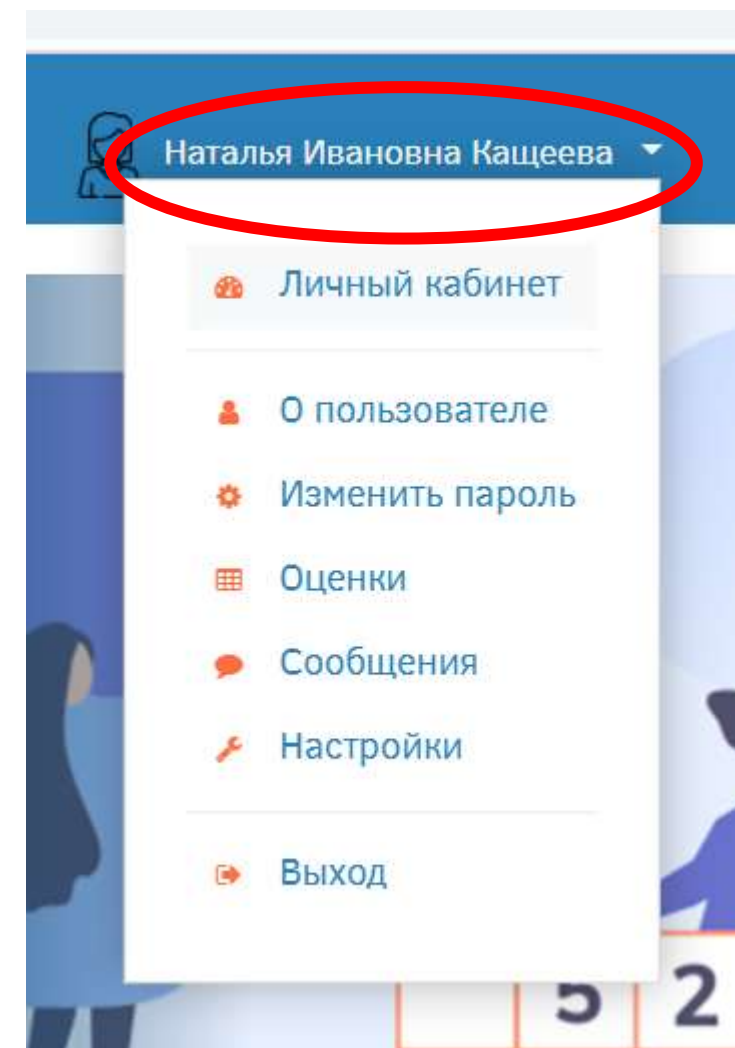 Наталья Ивановна Кащеева
Личный кабинет
О пользователе
Изменить пароль
Оценки
Сообщения
Настройки
Выход
5 2